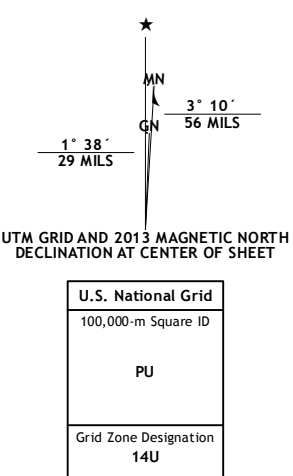 ★
MN
3° 10´
56 MILS
GN
1° 38´
29 MILS
UTM GRID AND 2013 MAGNETIC NORTH
DECLINATION AT CENTER OF SHEET
U.S. National Grid
100,000-m Square ID
PU
Grid Zone Designation
14U